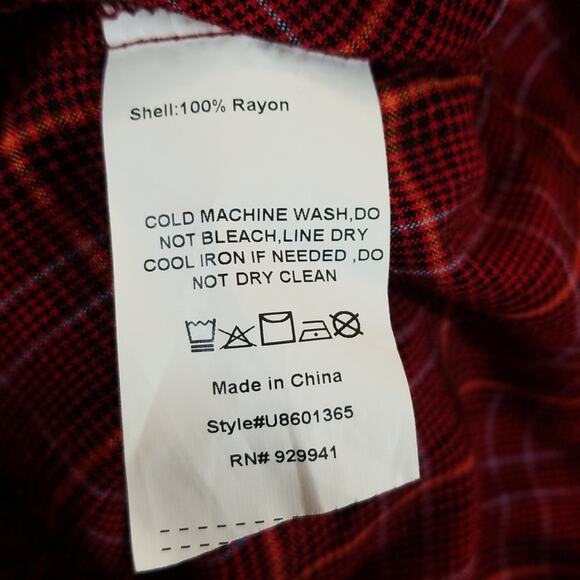 Shell:100% Rayon
COLD MACHINE WASH,DO
NOT BLEACH,LINE DRY
COOL IRON IF NEEDED ,DO
NOT DRY CLEAN
Made in China
Style#U8601365
RN# 929941